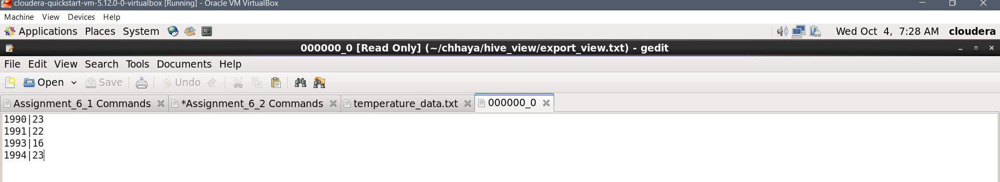 cloudera-quickstart-vm-5.12.0-0-virtualbox [Running] - Oracle VM VirtualBox
Machine View Devices Help
Applications Places System Wed Oct 4, 7:28 AM cloudera
000000_0 [Read Only] (~/chhaya/hive_view/export_view.txt) - gedit
File Edit View Search Tools Documents Help
Open Save Undo
Assignment_6_1 Commands *Assignment_6_2 Commands temperature_data.txt 000000_0
1990|23
1991|22
1993|16
1994|23